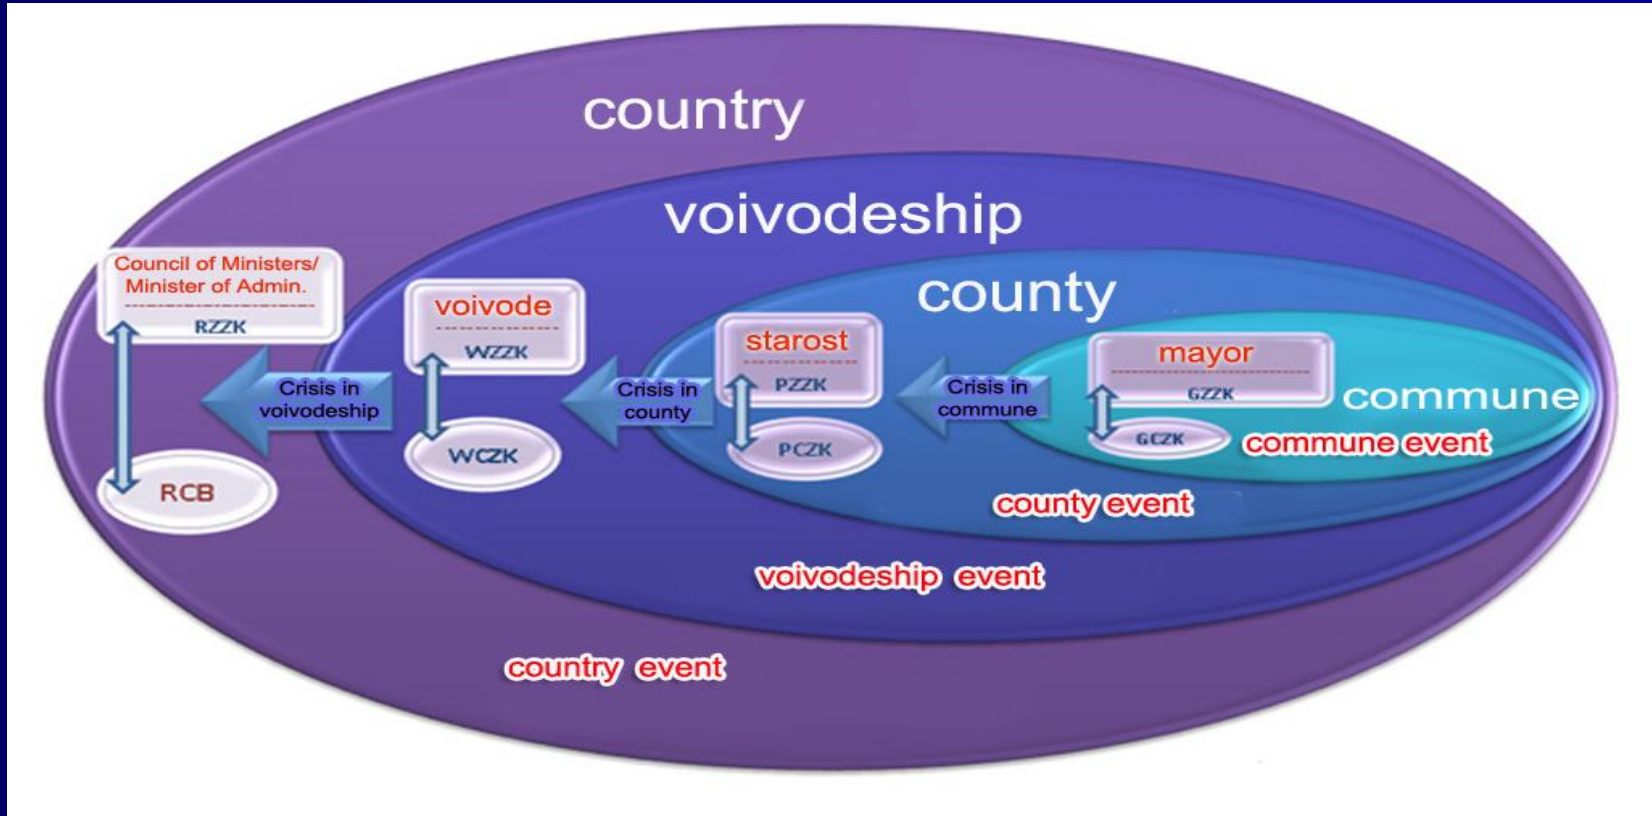 country
voivodeship
county
commune
Council of Ministers/
Minister of Admin.
RZZK
RCB
Crisis in
voivodeship
voivode
WZZK
WCZK
Crisis in
county
starost
PZZK
PCZK
Crisis in
commune
mayor
GZZK
GCZK
commune event
county event
voivodeship event
country event